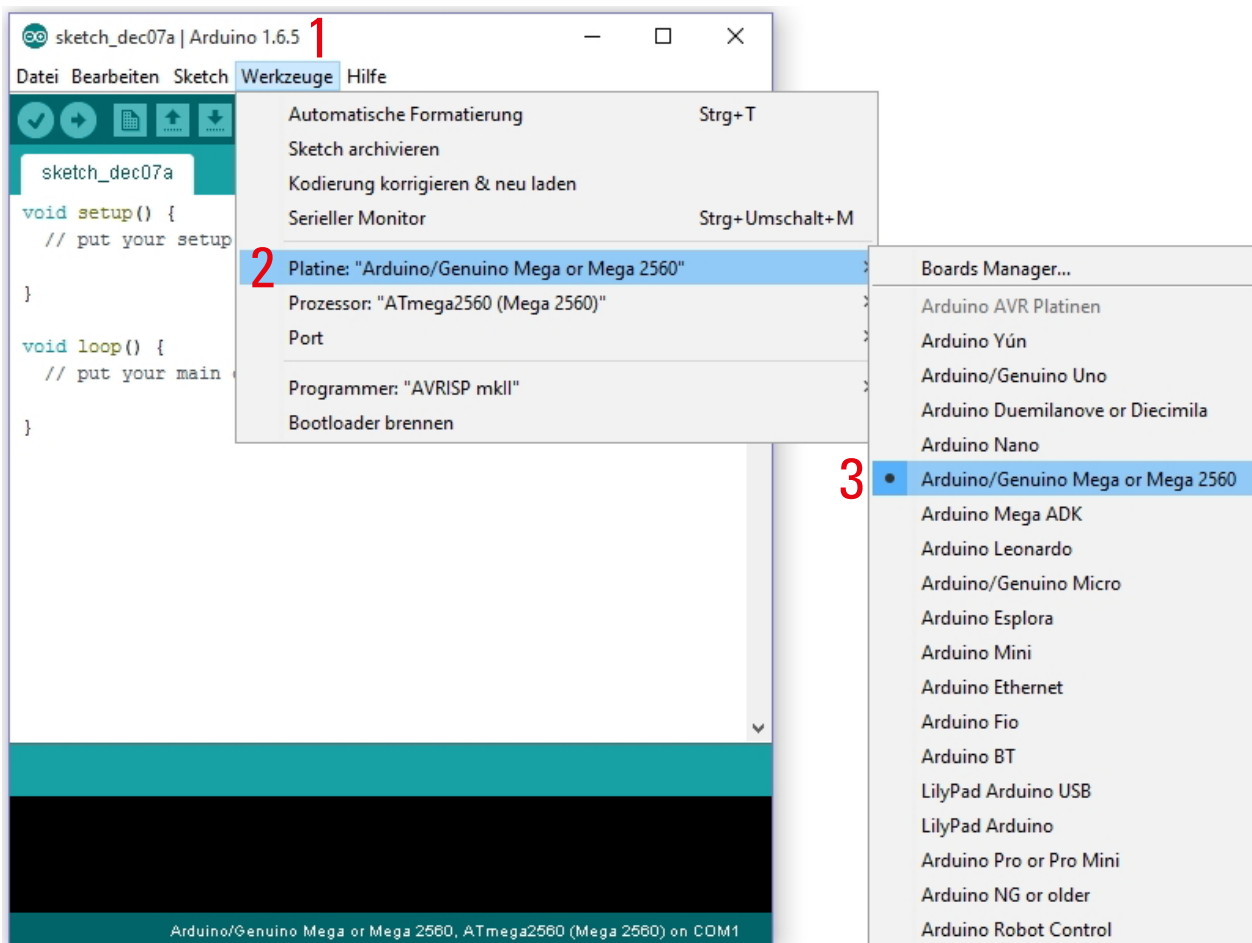 sketch_dec07a | Arduino 1.6.5
1
Datei Bearbeiten Sketch Werkzeuge Hilfe
Automatische Formatierung Strg+T
Sketch archivieren
Kodierung korrigieren & neu laden
Serieller Monitor Strg+Umschalt+M
2
Platine: "Arduino/Genuino Mega or Mega 2560"
Prozessor: "ATmega2560 (Mega 2560)"
Port
Programmer: "AVRISP mkII"
Bootloader brennen
sketch_dec07a
void setup() {
// put your setup
}
void loop() {
// put your main
}
Boards Manager...
Arduino AVR Platinen
Arduino Yún
Arduino/Genuino Uno
Arduino Duemilanove or Diecimila
Arduino Nano
3
Arduino/Genuino Mega or Mega 2560
Arduino Mega ADK
Arduino Leonardo
Arduino/Genuino Micro
Arduino Esplora
Arduino Mini
Arduino Ethernet
Arduino Fio
Arduino BT
LilyPad Arduino USB
LilyPad Arduino
Arduino Pro or Pro Mini
Arduino NG or older
Arduino Robot Control
Arduino/Genuino Mega or Mega 2560, ATmega2560 (Mega 2560) on COM1